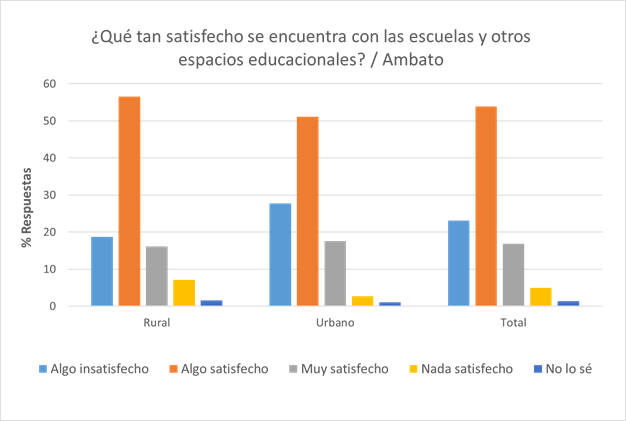 ¿Qué tan satisfecho se encuentra con las escuelas y otros
espacios educacionales? / Ambato
% Respuestas
60
50
40
30
20
10
0
Rural Urbano Total
Algo insatisfecho Algo satisfecho Muy satisfecho Nada satisfecho No lo sé